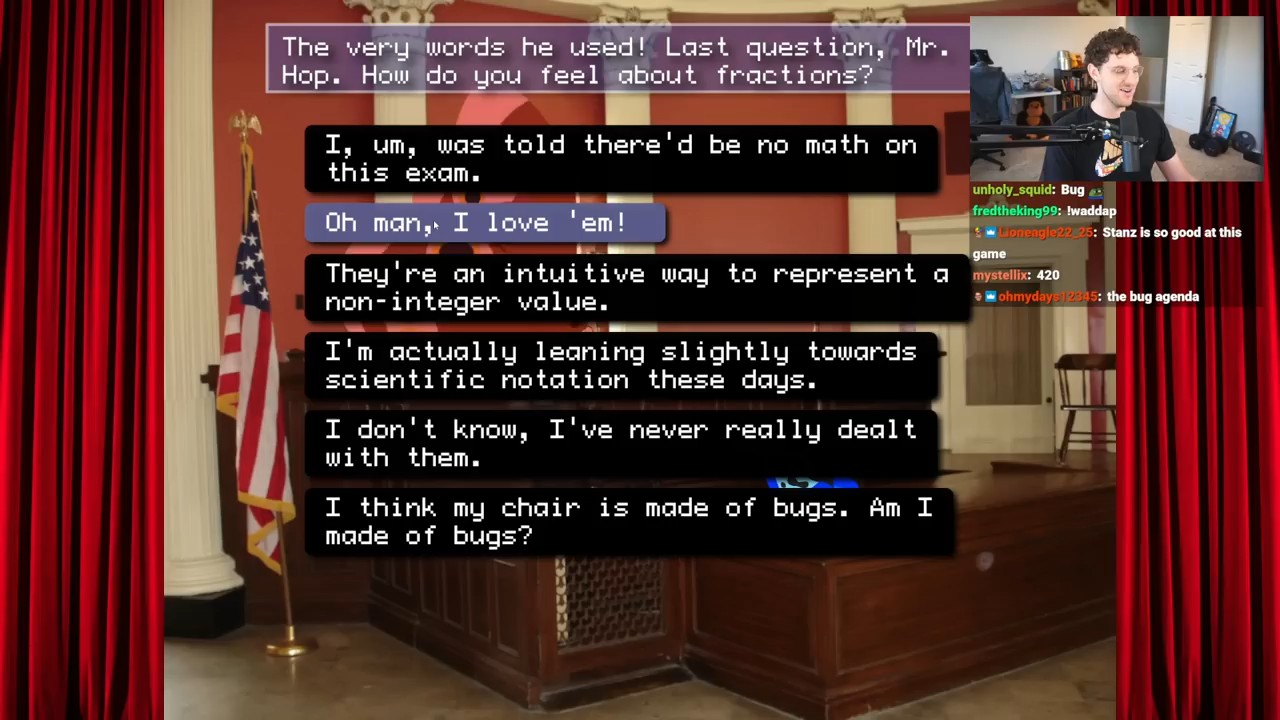 The very words he used! Last question, Mr.
Hop. How do you feel about fractions?
I, um, was told there'd be no math on
this exam.
Oh man, I love 'em!
They're an intuitive way to represent a
non-integer value.
I'm actually leaning slightly towards
scientific notation these days.
I don't know, I've never really dealt
with them.
I think my chair is made of bugs. Am I
made of bugs?
unholy_squid: Bug
fredtheking99: !waddap
Lioneagle22_25: Stanz is so good at this
game
mystellix: 420
ohmydays12345: the bug agenda